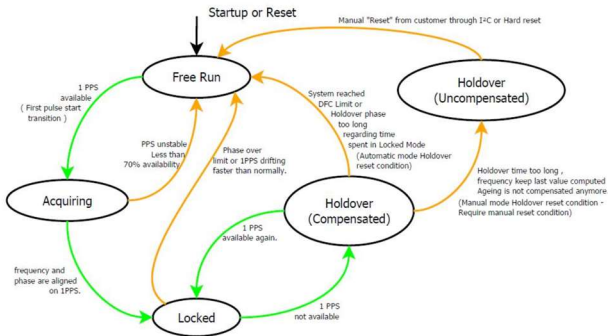 Startup or Reset
Manual "Reset" from customer through I²C or Hard reset
Free Run
1 PPS
available
( First pulse start
transition )
System reached
DFC Limit or
Holdover phase
too long
regarding time
spent in Locked Mode
(Automatic mode Holdover
reset condition)
Holdover
(Uncompensated)
PPS unstable
Less than
70% availability.
Phase over
limit or 1PPS drifting
faster than normally.
Holdover time too long ,
frequency keep last value computed
Ageing is not compensated anymore
(Manual mode Holdover reset condition -
Require manual reset condition)
Acquiring
Holdover
(Compensated)
1 PPS
available again.
frequency and
phase are aligned
on 1PPS.
Locked
1 PPS
not available